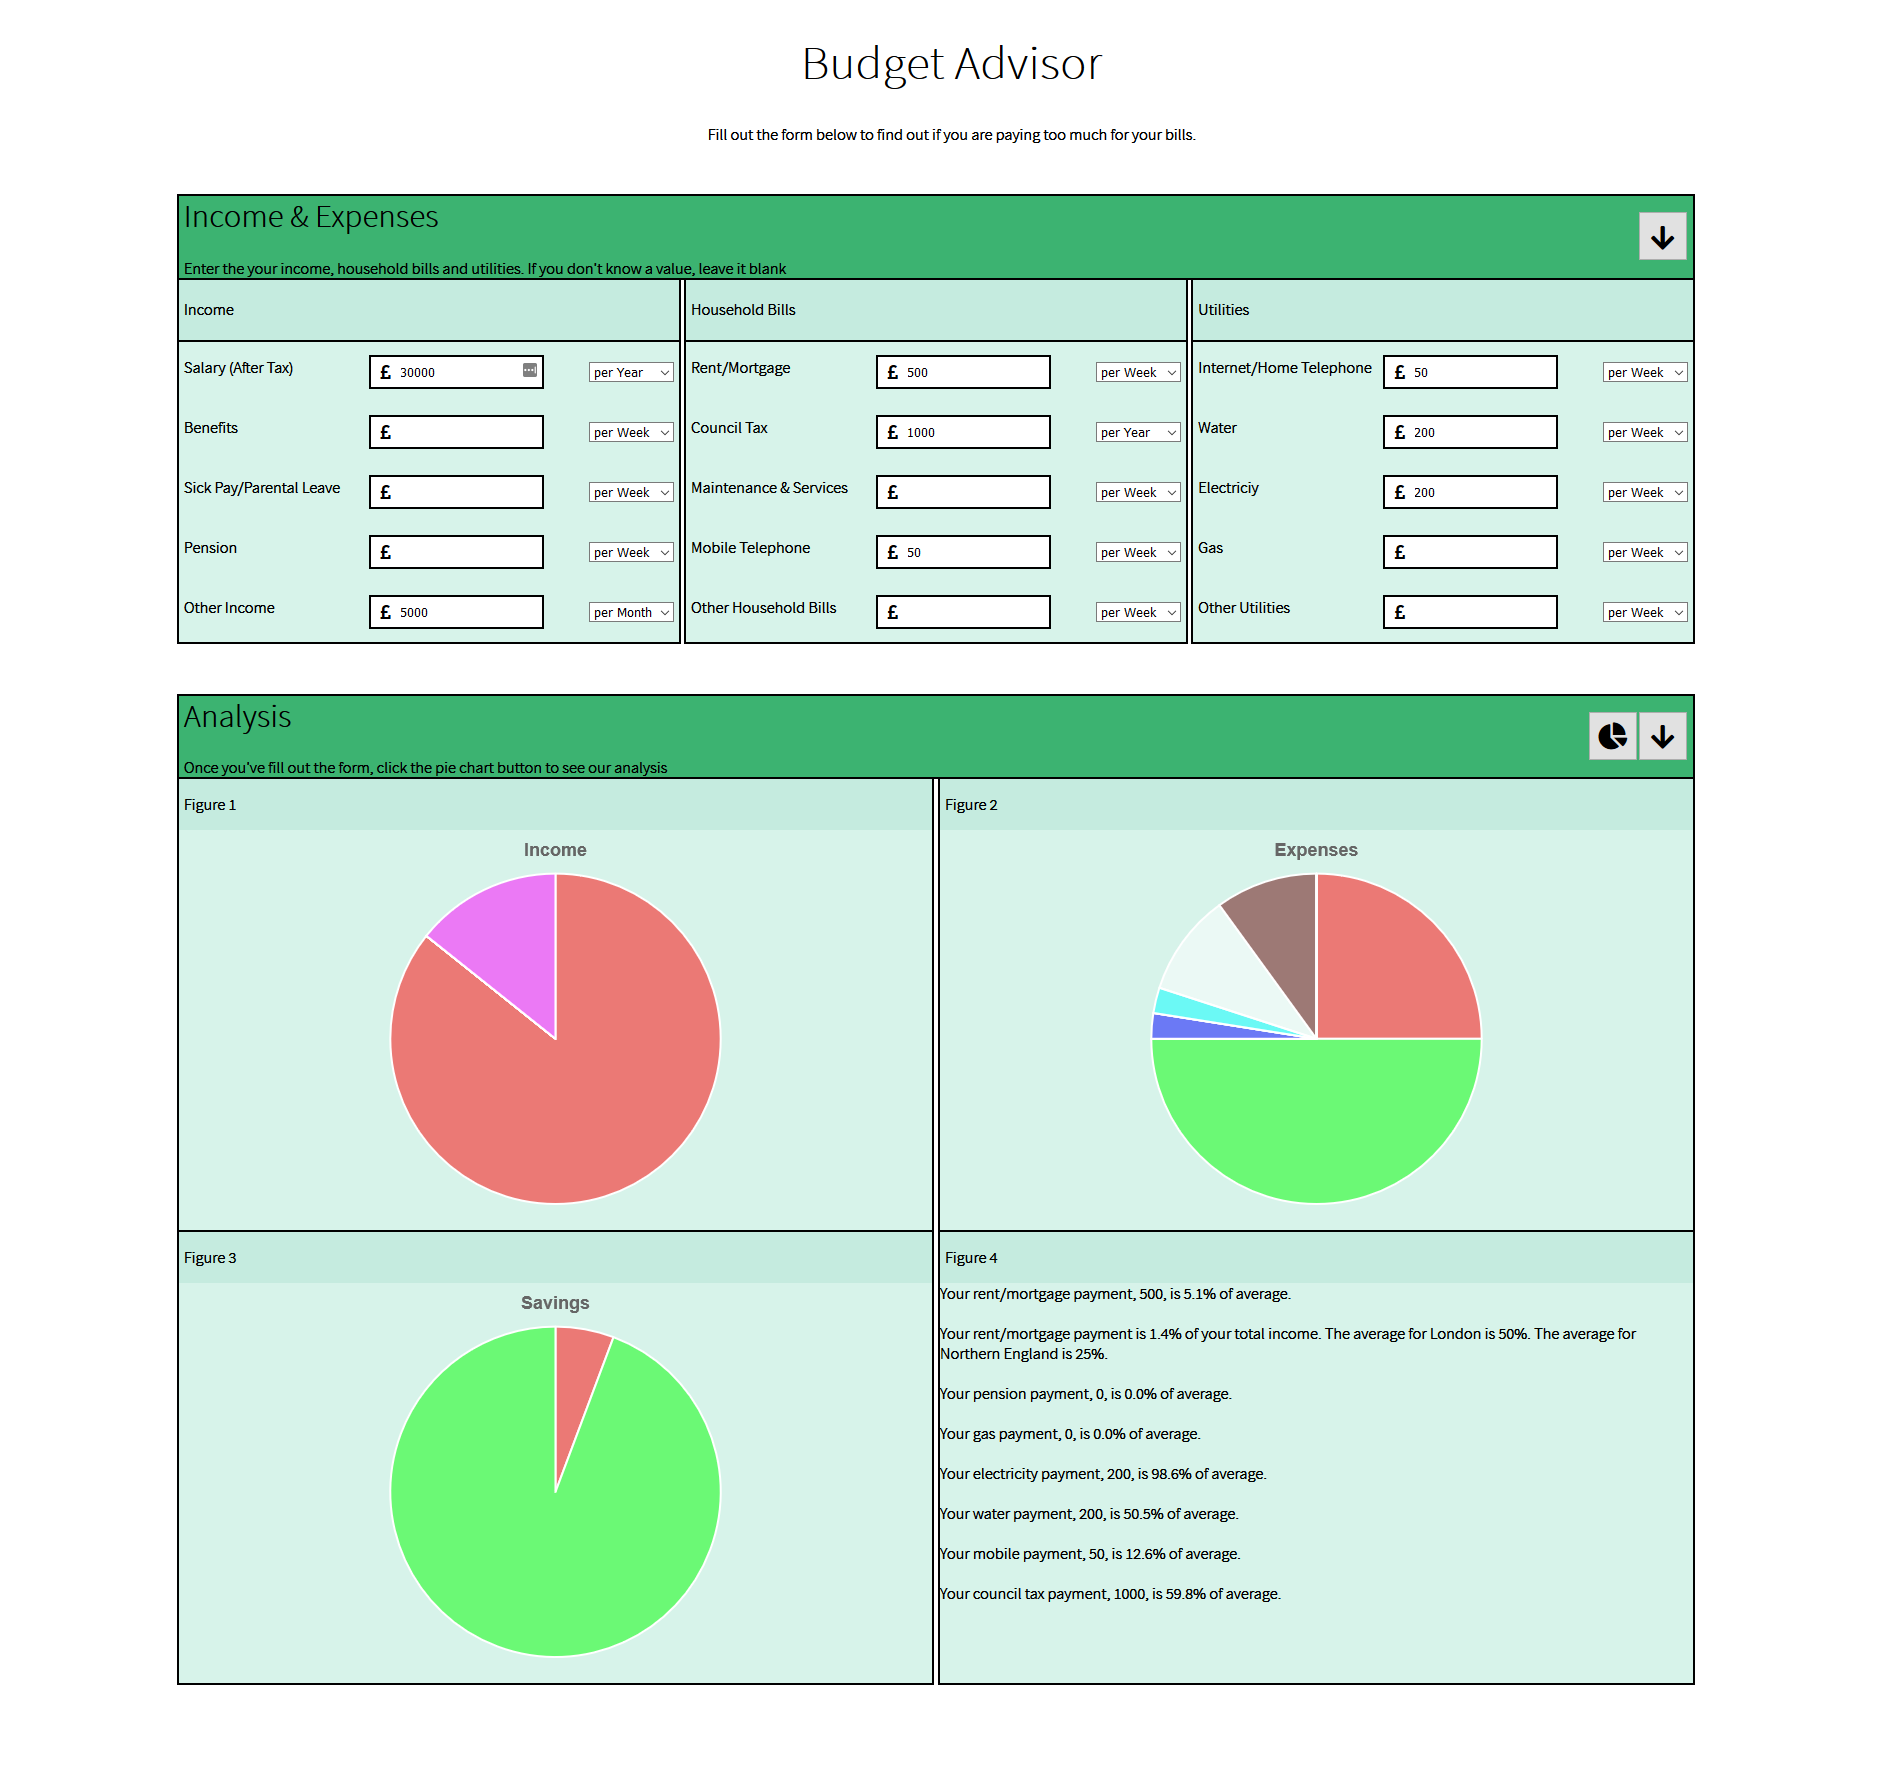 Budget Advisor
Fill out the form below to find out if you are paying too much for your bills.
Income & Expenses
Enter the your income, household bills and utilities. If you don't know a value, leave it blank
Income
Household Bills
Utilities
Salary (After Tax) £ 30000 per Year
Rent/Mortgage £ 500 per Week
Internet/Home Telephone £ 50 per Week
Benefits £ per Week
Council Tax £ 1000 per Year
Water £ 200 per Week
Sick Pay/Parental Leave £ per Week
Maintenance & Services £ per Week
Electriciy £ 200 per Week
Pension £ per Week
Mobile Telephone £ 50 per Week
Gas £ per Week
Other Income £ 5000 per Month
Other Household Bills £ per Week
Other Utilities £ per Week
Analysis
Once you've fill out the form, click the pie chart button to see our analysis
Figure 1
Figure 2
Income
Expenses
Figure 3
Figure 4
Savings
Your rent/mortgage payment, 500, is 5.1% of average.
Your rent/mortgage payment is 1.4% of your total income. The average for London is 50%. The average for
Northern England is 25%.
Your pension payment, 0, is 0.0% of average.
Your gas payment, 0, is 0.0% of average.
Your electricity payment, 200, is 98.6% of average.
Your water payment, 200, is 50.5% of average.
Your mobile payment, 50, is 12.6% of average.
Your council tax payment, 1000, is 59.8% of average.